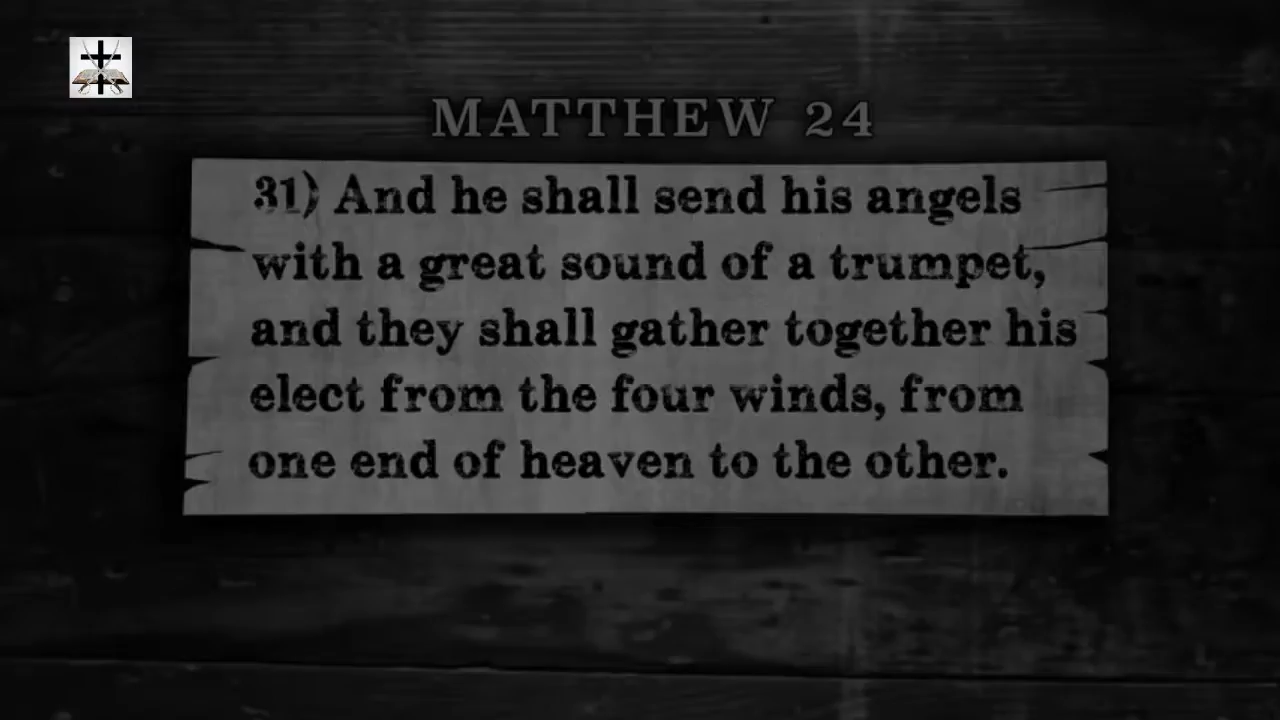 MATTHEW 24
31) And he shall send his angels
with a great sound of a trumpet,
and they shall gather together his
elect from the four winds, from
one end of heaven to the other.